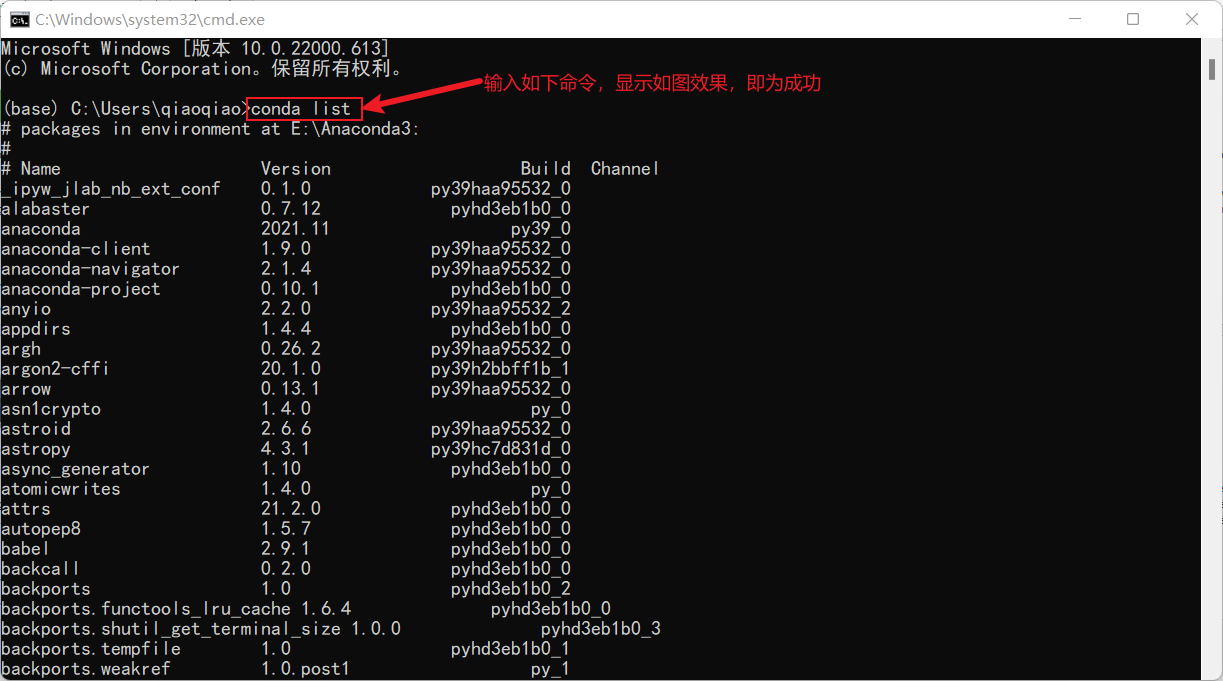 C:\Windows\system32\cmd.exe
Microsoft Windows [版本 10.0.22000.613]
(c) Microsoft Corporation。保留所有权利。
输入如下命令，显示如图效果，即为成功
(base) C:\Users\qiaoqiao>conda list
# packages in environment at E:\Anaconda3:
#
# Name                    Version                   Build  Channel
_ipyw_jlab_nb_ext_conf    0.1.0            py39haa95532_0
alabaster                 0.7.12             pyhd3eb1b0_0
anaconda                  2021.11                  py39_0
anaconda-client           1.9.0            py39haa95532_0
anaconda-navigator        2.1.4            py39haa95532_0
anaconda-project          0.10.1             pyhd3eb1b0_0
anyio                     2.2.0            py39haa95532_2
appdirs                   1.4.4              pyhd3eb1b0_0
argh                      0.26.2           py39haa95532_0
argon2-cffi               20.1.0           py39h2bbff1b_1
arrow                     0.13.1           py39haa95532_0
asn1crypto                1.4.0                      py_0
astroid                   2.6.6            py39haa95532_0
astropy                   4.3.1            py39hc7d831d_0
async_generator           1.10               pyhd3eb1b0_0
atomicwrites              1.4.0                      py_0
attrs                     21.2.0             pyhd3eb1b0_0
autopep8                  1.5.7              pyhd3eb1b0_0
babel                     2.9.1              pyhd3eb1b0_0
backcall                  0.2.0              pyhd3eb1b0_0
backports                 1.0                pyhd3eb1b0_2
backports.functools_lru_cache 1.6.4              pyhd3eb1b0_0
backports.shutil_get_terminal_size 1.0.0              pyhd3eb1b0_3
backports.tempfile        1.0                pyhd3eb1b0_1
backports.weakref         1.0.post1                  py_1